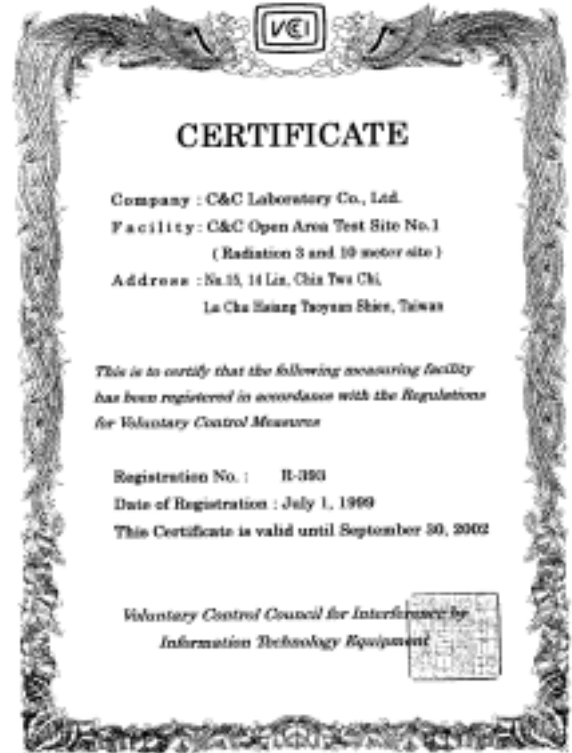 VCCI
CERTIFICATE
Company : C&C Laboratory Co., Ltd.
Facility : C&C Open Area Test Site No.1
( Radiation 3 and 10 meter site )
Address : No.15, 14 Lin, Chin Twu Chi,
Lu Chu Hsiang Taoyuan Shien, Taiwan
This is to certify that the following measuring facility
has been registered in accordance with the Regulations
for Voluntary Control Measures
Registration No. : R-393
Date of Registration : July 1, 1999
This Certificate is valid until September 30, 2002
Voluntary Control Council for Interference by
Information Technology Equipment